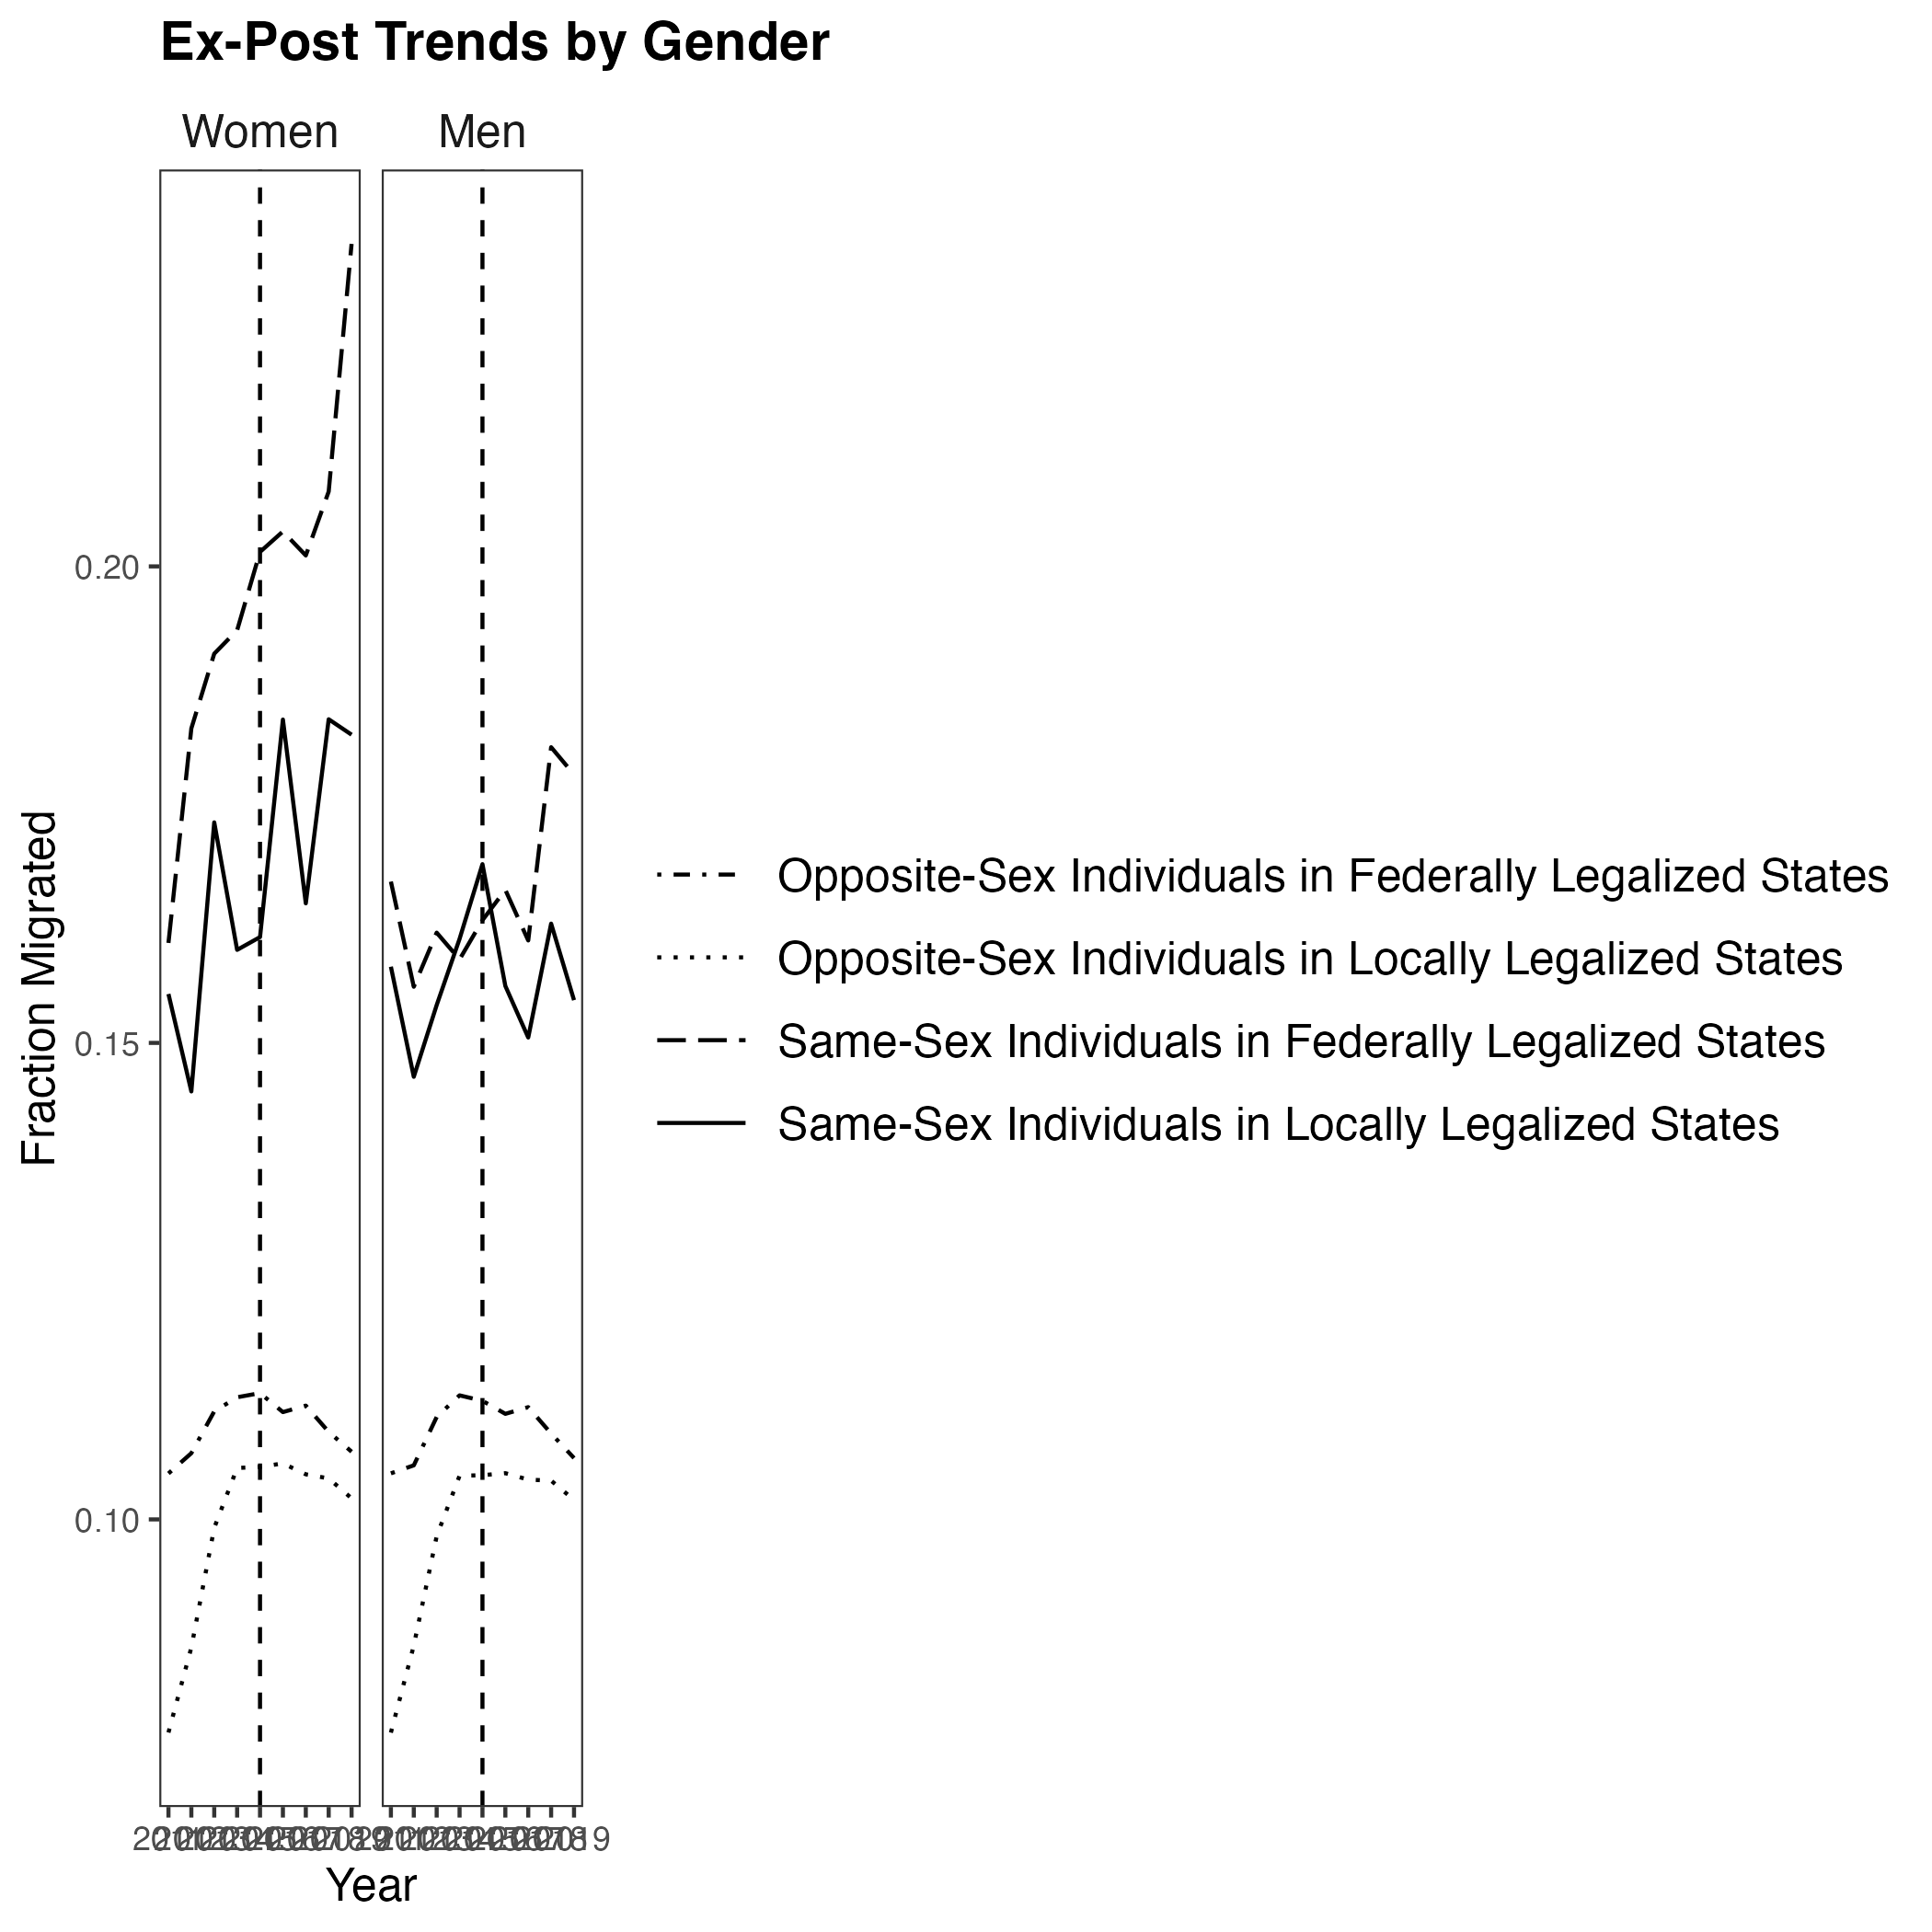 Ex-Post Trends by Gender
Women
Men
0.20
0.15
0.10
Fraction Migrated
Opposite-Sex Individuals in Federally Legalized States
Opposite-Sex Individuals in Locally Legalized States
Same-Sex Individuals in Federally Legalized States
Same-Sex Individuals in Locally Legalized States
Year